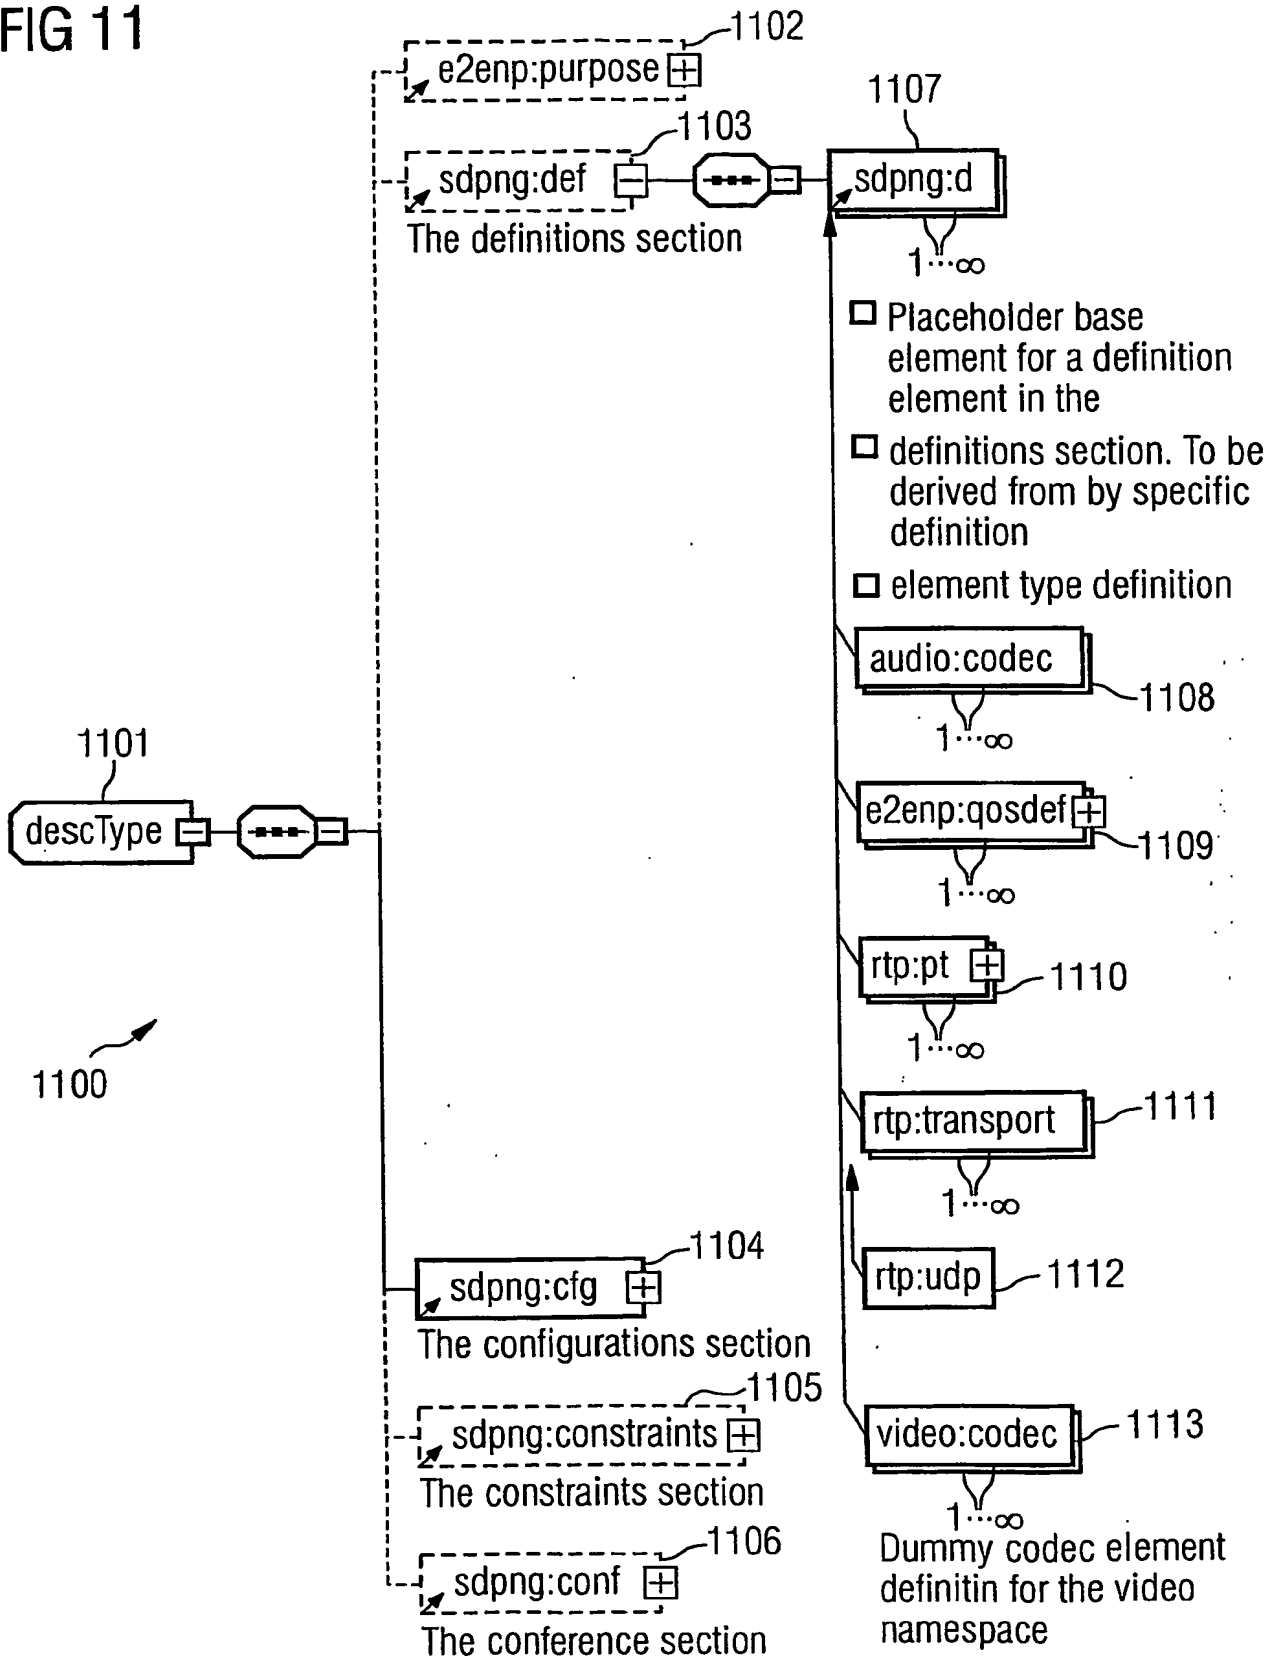 FIG 11
1102
e2enp:purpose
1103
sdpng:def
The definitions section
1107
sdpng:d
1···∞
Placeholder base
element for a definition
element in the
definitions section. To be
derived from by specific
definition
element type definition
audio:codec
1108
1···∞
1101
descType
e2enp:qosdef
1109
1···∞
rtp:pt
1110
1···∞
1100
rtp:transport
1111
1···∞
1104
sdpng:cfg
The configurations section
rtp:udp
1112
1105
sdpng:constraints
The constraints section
video:codec
1113
1···∞
Dummy codec element
definitin for the video
namespace
1106
sdpng:conf
The conference section